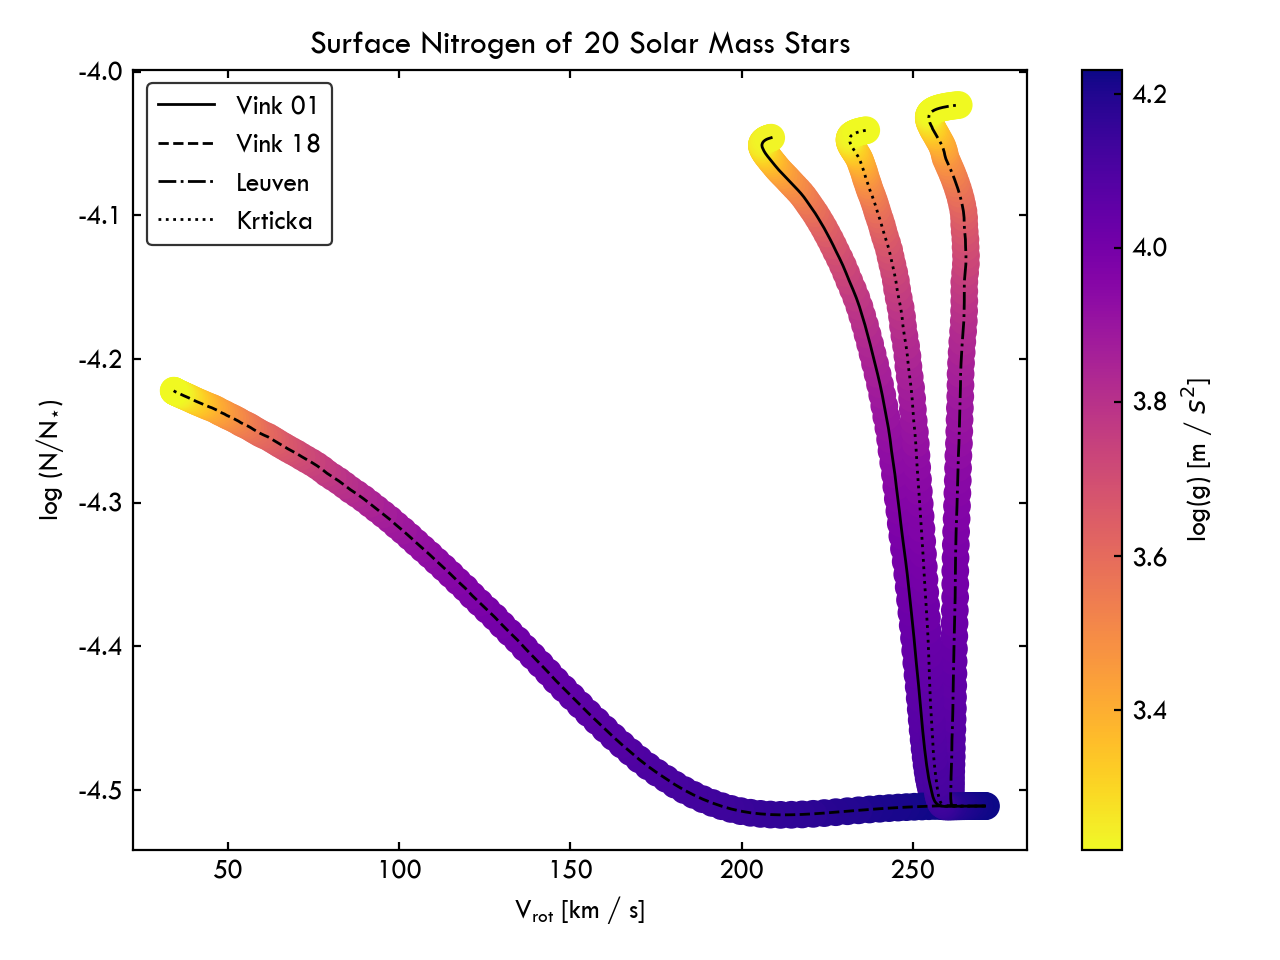 Surface Nitrogen of 20 Solar Mass Stars
Vink 01
Vink 18
Leuven
Krticka
-4.0
-4.1
-4.2
-4.3
-4.4
-4.5
log (N/N⋆)
50
100
150
200
250
V_rot [km / s]
4.2
4.0
3.8
3.6
3.4
log(g) [m / s²]